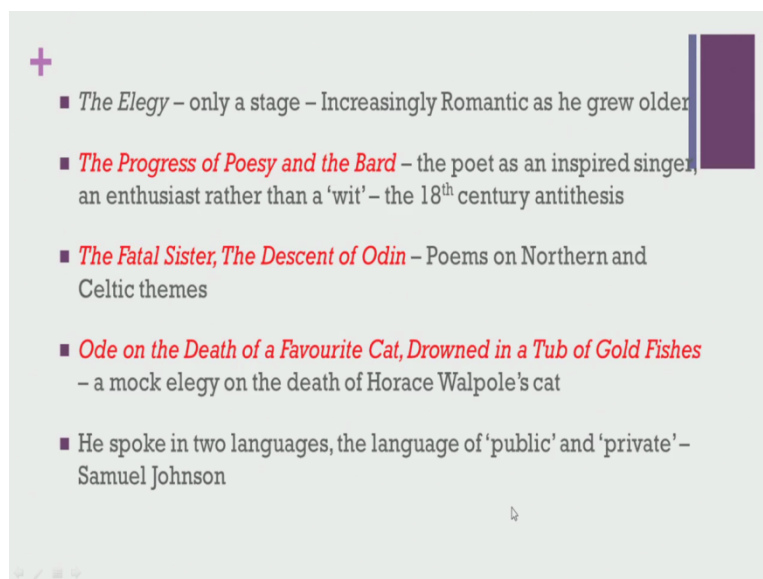 ■ The Elegy – only a stage – Increasingly Romantic as he grew older
■ The Progress of Poesy and the Bard – the poet as an inspired singer,
an enthusiast rather than a ‘wit’ – the 18th century antithesis
■ The Fatal Sister, The Descent of Odin – Poems on Northern and
Celtic themes
■ Ode on the Death of a Favourite Cat, Drowned in a Tub of Gold Fishes
– a mock elegy on the death of Horace Walpole’s cat
■ He spoke in two languages, the language of ‘public’ and ‘private’ –
Samuel Johnson